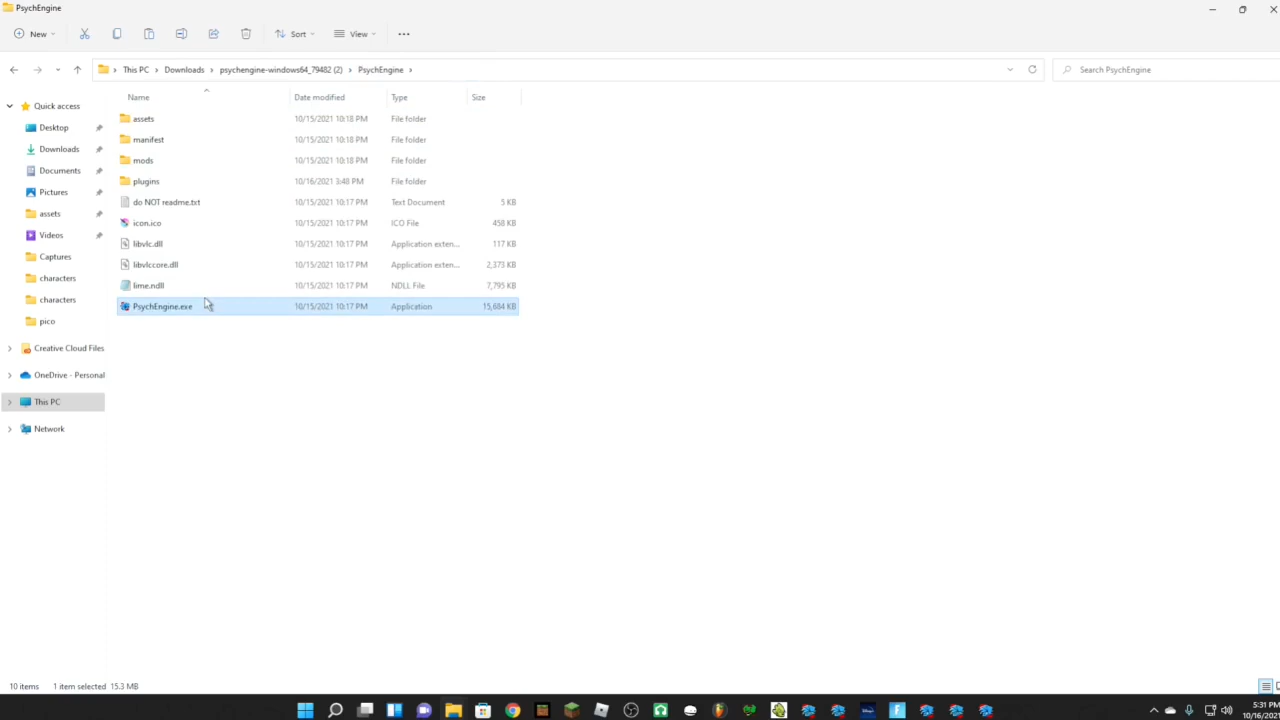 PsychEngine
New
Sort
View
This PC > Downloads > psychengine-windows64_79482 (2) > PsychEngine >
Search PsychEngine
Name Date modified Type Size
Quick access
Desktop
Downloads
Documents
Pictures
assets
Videos
Captures
characters
characters
pico
Creative Cloud Files
OneDrive - Personal
This PC
Network
assets 10/15/2021 10:18 PM File folder
manifest 10/15/2021 10:18 PM File folder
mods 10/15/2021 10:18 PM File folder
plugins 10/16/2021 3:48 PM File folder
do NOT readme.txt 10/15/2021 10:17 PM Text Document 5 KB
icon.ico 10/15/2021 10:17 PM ICO File 458 KB
libvlc.dll 10/15/2021 10:17 PM Application exten... 117 KB
libvlccore.dll 10/15/2021 10:17 PM Application exten... 2,373 KB
lime.ndll 10/15/2021 10:17 PM NDLL File 7,795 KB
PsychEngine.exe 10/15/2021 10:17 PM Application 15,684 KB
10 items 1 item selected 15.3 MB
5:31 PM
10/16/202